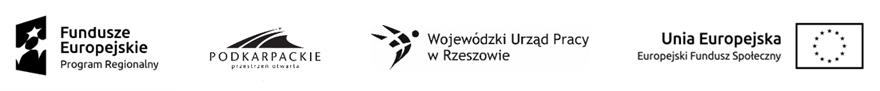 Fundusze
Europejskie
Program Regionalny
PODKARPACKIE
przestrzeń otwarta
Wojewódzki Urząd Pracy
w Rzeszowie
Unia Europejska
Europejski Fundusz Społeczny